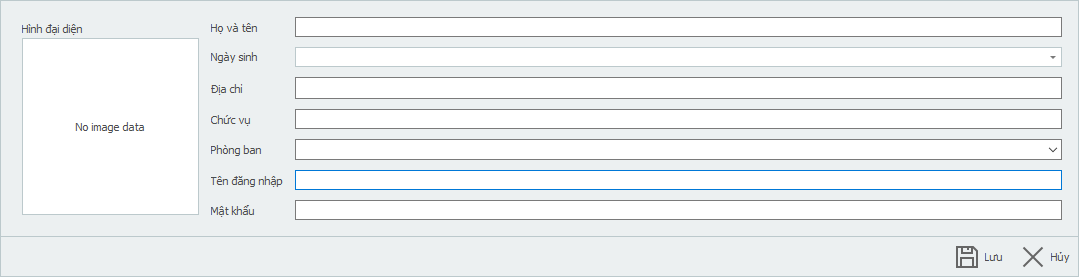 Hình đại diện
No image data
Họ và tên
Ngày sinh
Địa chỉ
Chức vụ
Phòng ban
Tên đăng nhập
Mật khẩu
Lưu
Hủy